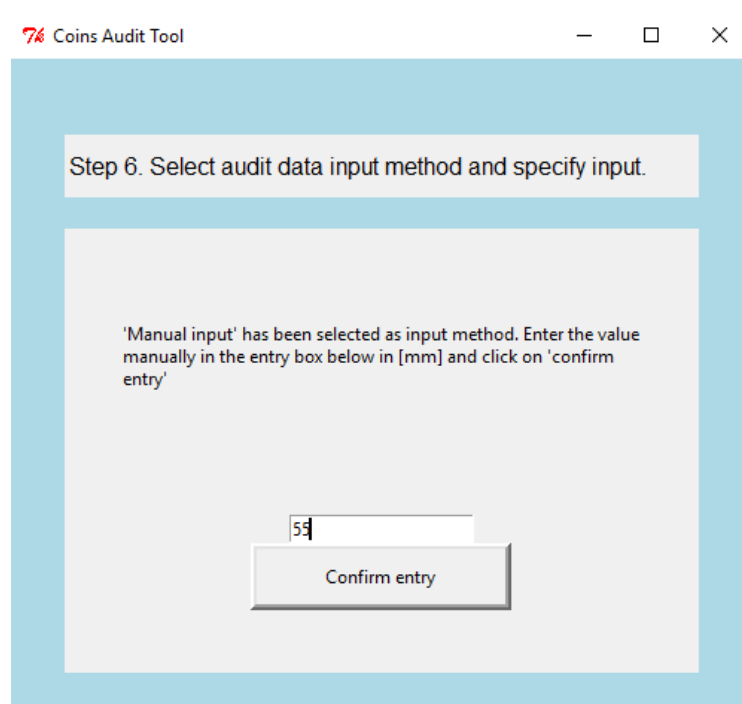 Coins Audit Tool
Step 6. Select audit data input method and specify input.
'Manual input' has been selected as input method. Enter the value
manually in the entry box below in [mm] and click on 'confirm
entry'
55
Confirm entry